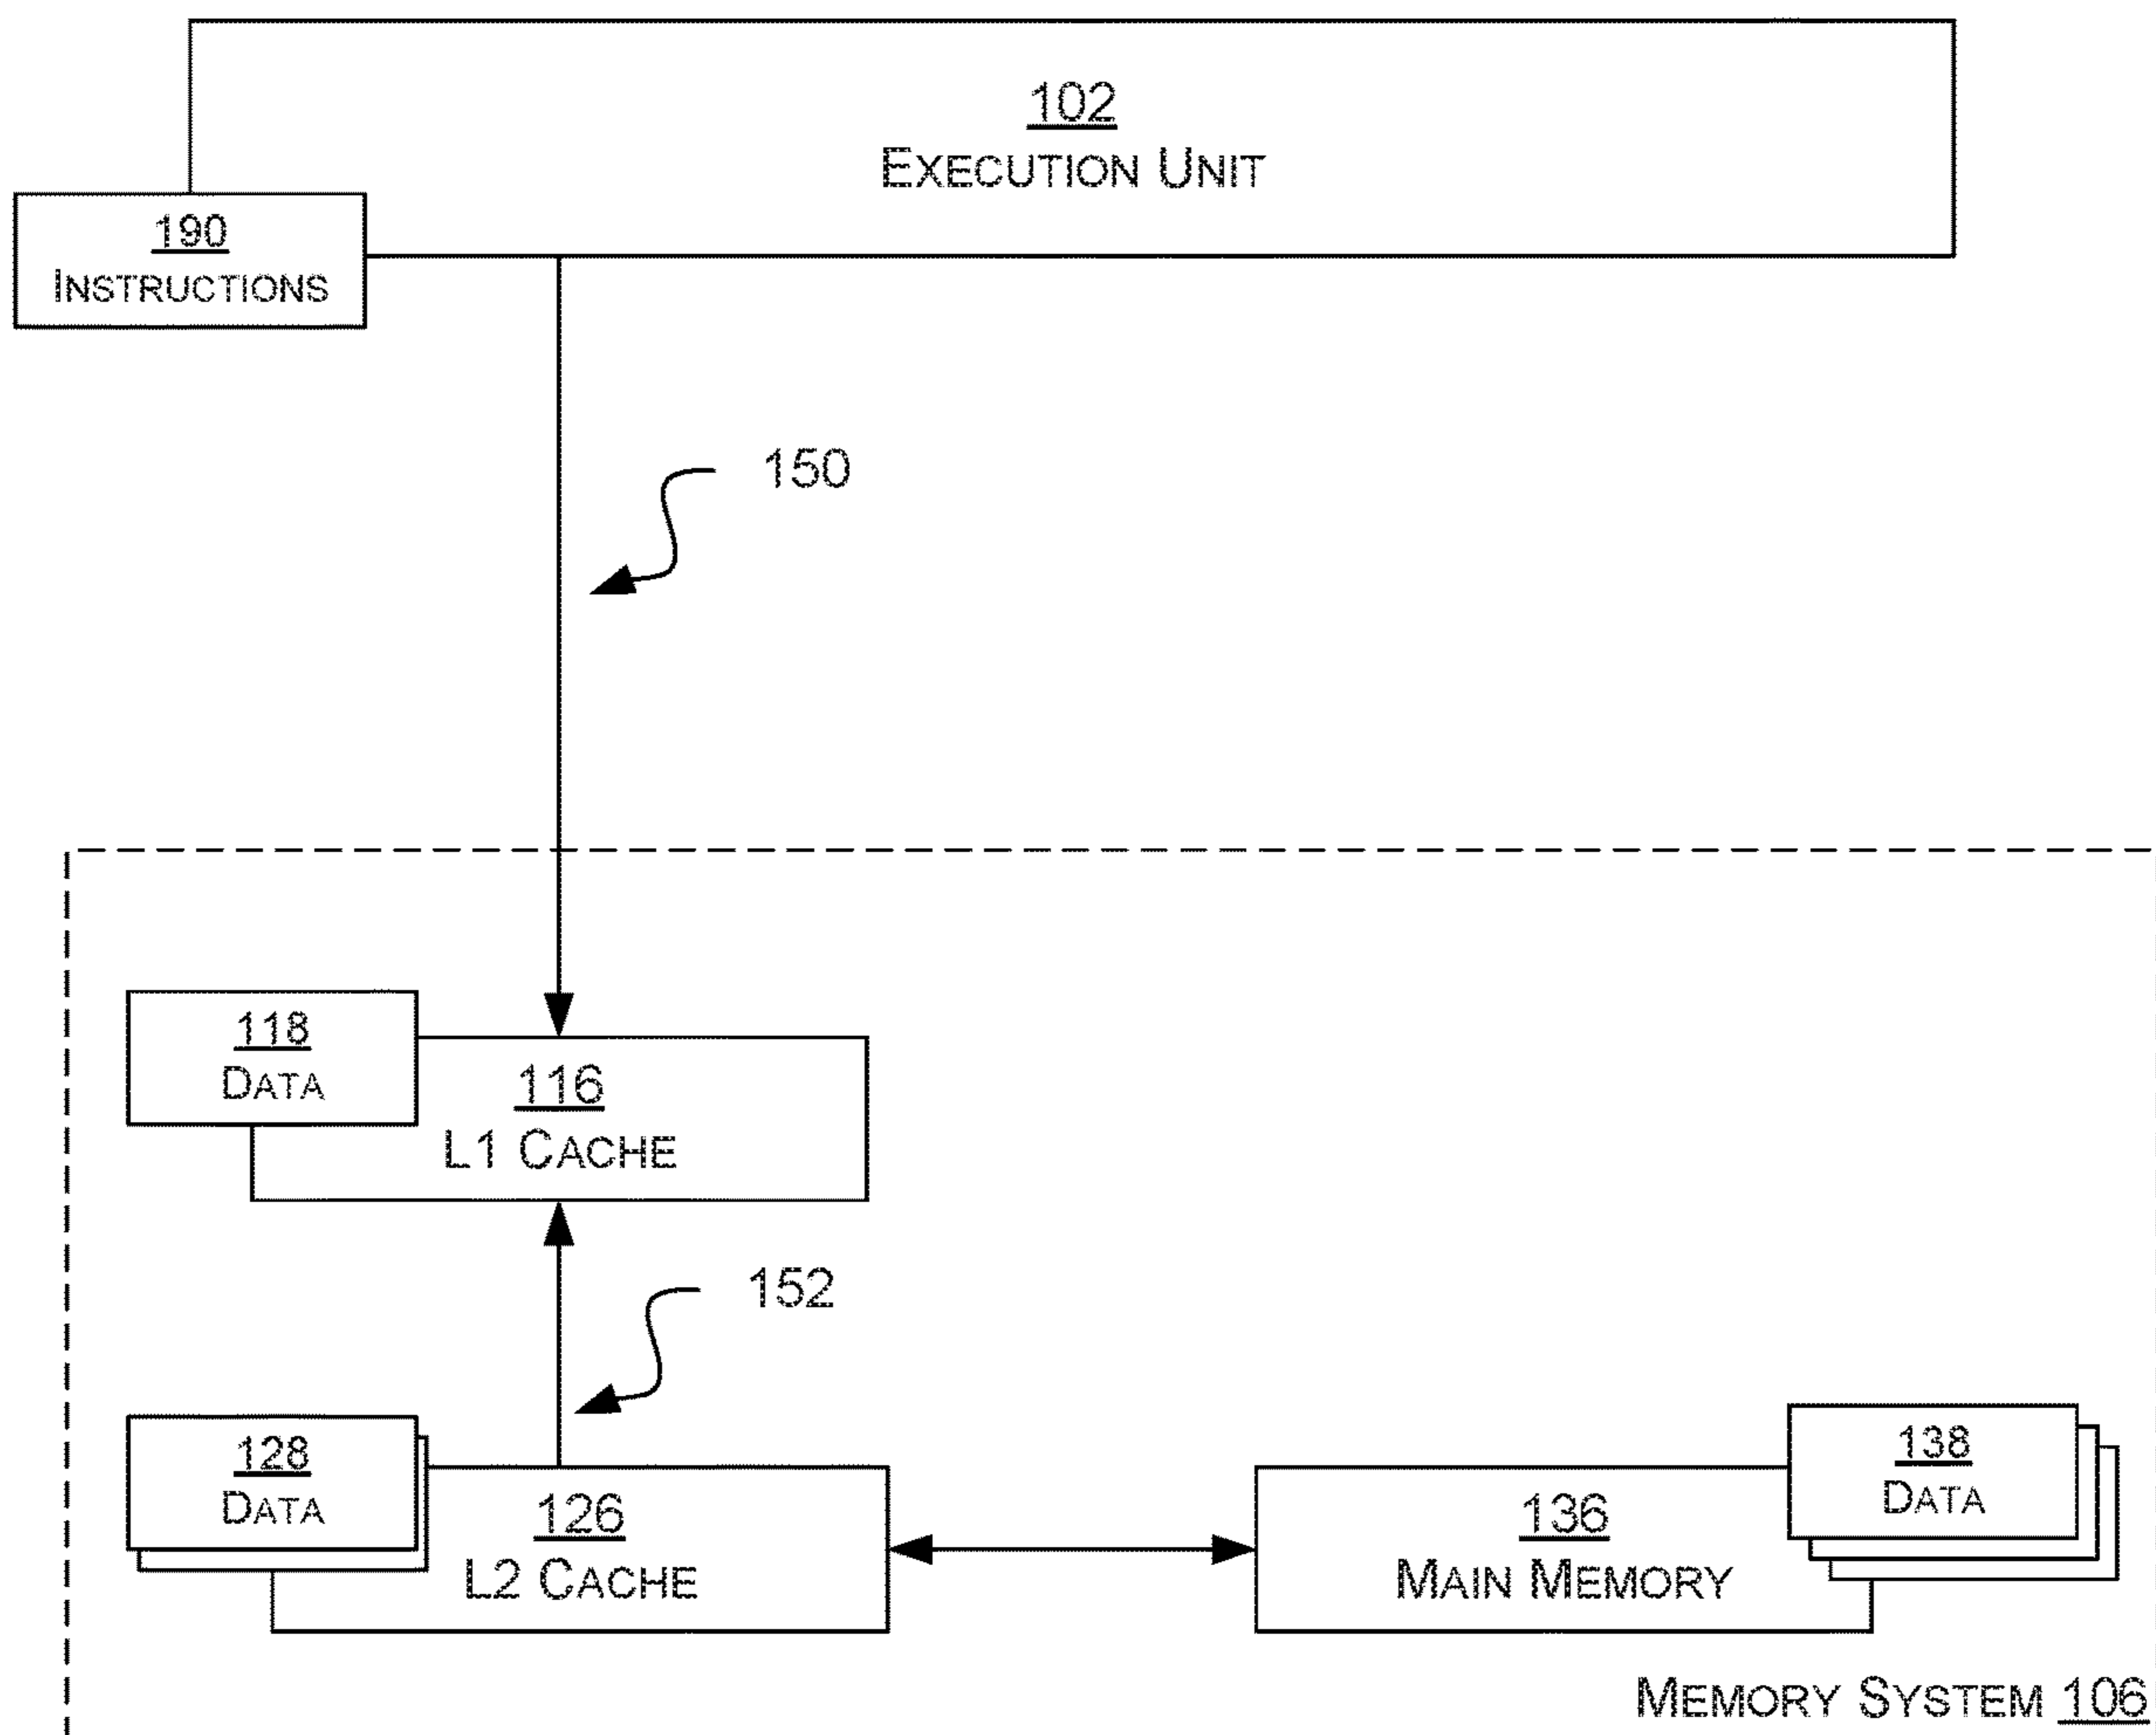 102
EXECUTION UNIT
190
INSTRUCTIONS
150
118
DATA
116
L1 CACHE
152
128
DATA
126
L2 CACHE
138
DATA
136
MAIN MEMORY
MEMORY SYSTEM 106